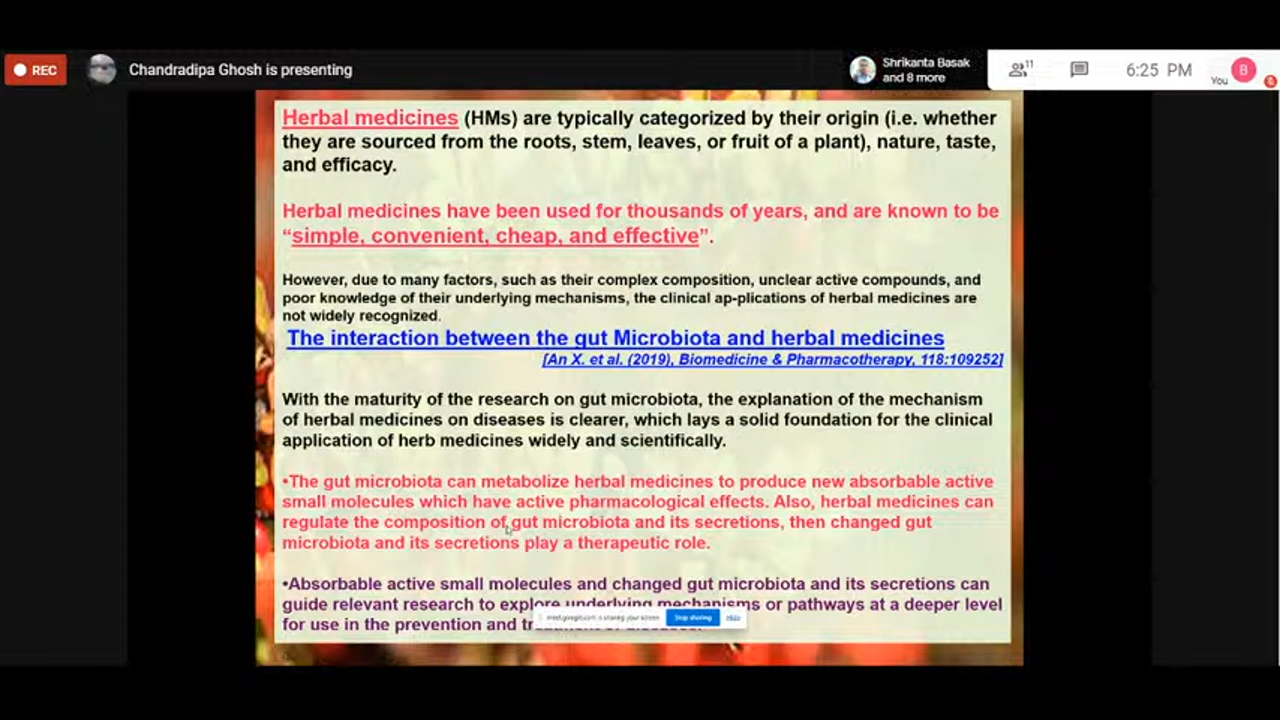 REC
Chandradipa Ghosh is presenting
Shrikanta Basak
and 8 more
11
6:25 PM
You
B
Herbal medicines (HMs) are typically categorized by their origin (i.e. whether
they are sourced from the roots, stem, leaves, or fruit of a plant), nature, taste,
and efficacy.
Herbal medicines have been used for thousands of years, and are known to be
“simple, convenient, cheap, and effective”.
However, due to many factors, such as their complex composition, unclear active compounds, and
poor knowledge of their underlying mechanisms, the clinical ap-plications of herbal medicines are
not widely recognized.
The interaction between the gut Microbiota and herbal medicines
[An X. et al. (2019), Biomedicine & Pharmacotherapy, 118:109252]
With the maturity of the research on gut microbiota, the explanation of the mechanism
of herbal medicines on diseases is clearer, which lays a solid foundation for the clinical
application of herb medicines widely and scientifically.
•The gut microbiota can metabolize herbal medicines to produce new absorbable active
small molecules which have active pharmacological effects. Also, herbal medicines can
regulate the composition of gut microbiota and its secretions, then changed gut
microbiota and its secretions play a therapeutic role.
•Absorbable active small molecules and changed gut microbiota and its secretions can
guide relevant research to explore underlying mechanisms or pathways at a deeper level
for use in the prevention and
meet.google.com is sharing your screen
Stop sharing
Hide